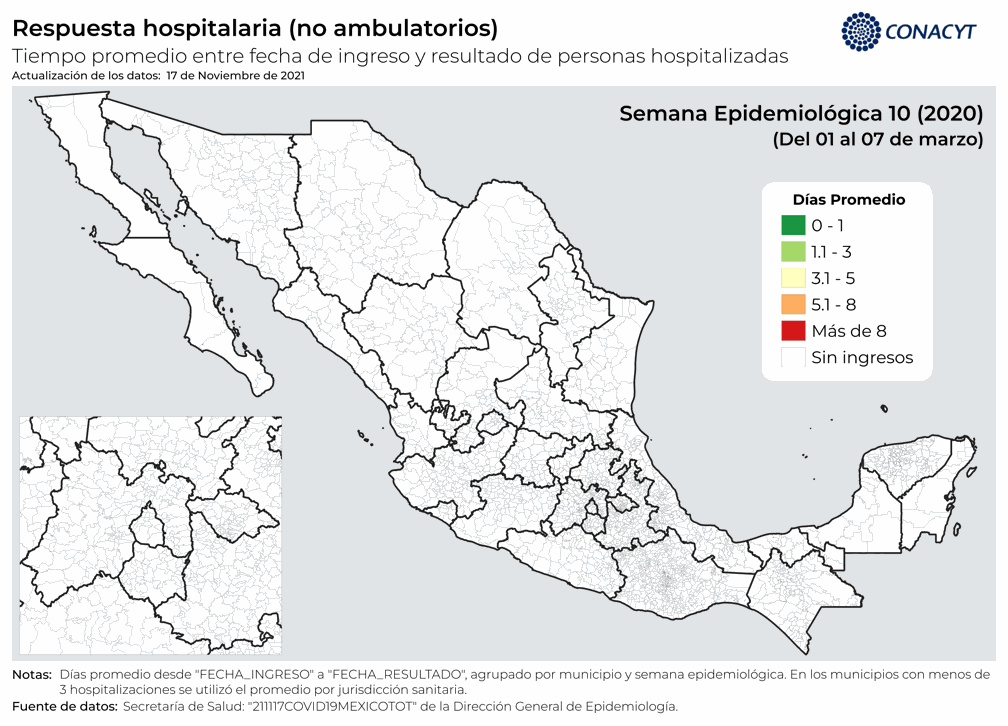 Respuesta hospitalaria (no ambulatorios)
Tiempo promedio entre fecha de ingreso y resultado de personas hospitalizadas
Actualización de los datos: 17 de Noviembre de 2021
CONACYT
Semana Epidemiológica 10 (2020)
(Del 01 al 07 de marzo)
Días Promedio
0 - 1
1.1 - 3
3.1 - 5
5.1 - 8
Más de 8
Sin ingresos
Notas: Días promedio desde "FECHA_INGRESO" a "FECHA_RESULTADO", agrupado por municipio y semana epidemiológica. En los municipios con menos de
3 hospitalizaciones se utilizó el promedio por jurisdicción sanitaria.
Fuente de datos: Secretaría de Salud: "211117COVID19MEXICOTOT" de la Dirección General de Epidemiología.